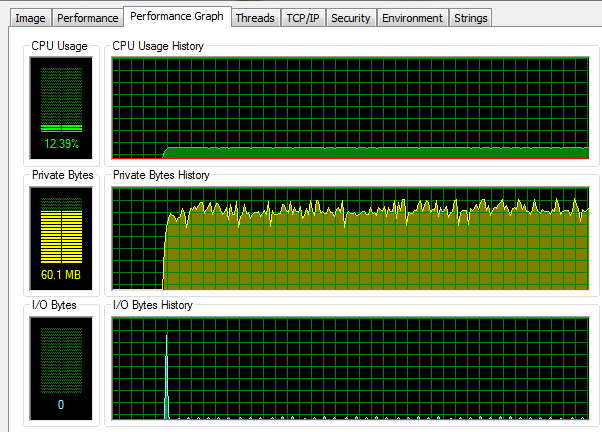 Image Performance Performance Graph Threads TCP/IP Security Environment Strings
CPU Usage CPU Usage History
12.39%
Private Bytes Private Bytes History
60.1 MB
I/O Bytes I/O Bytes History
0